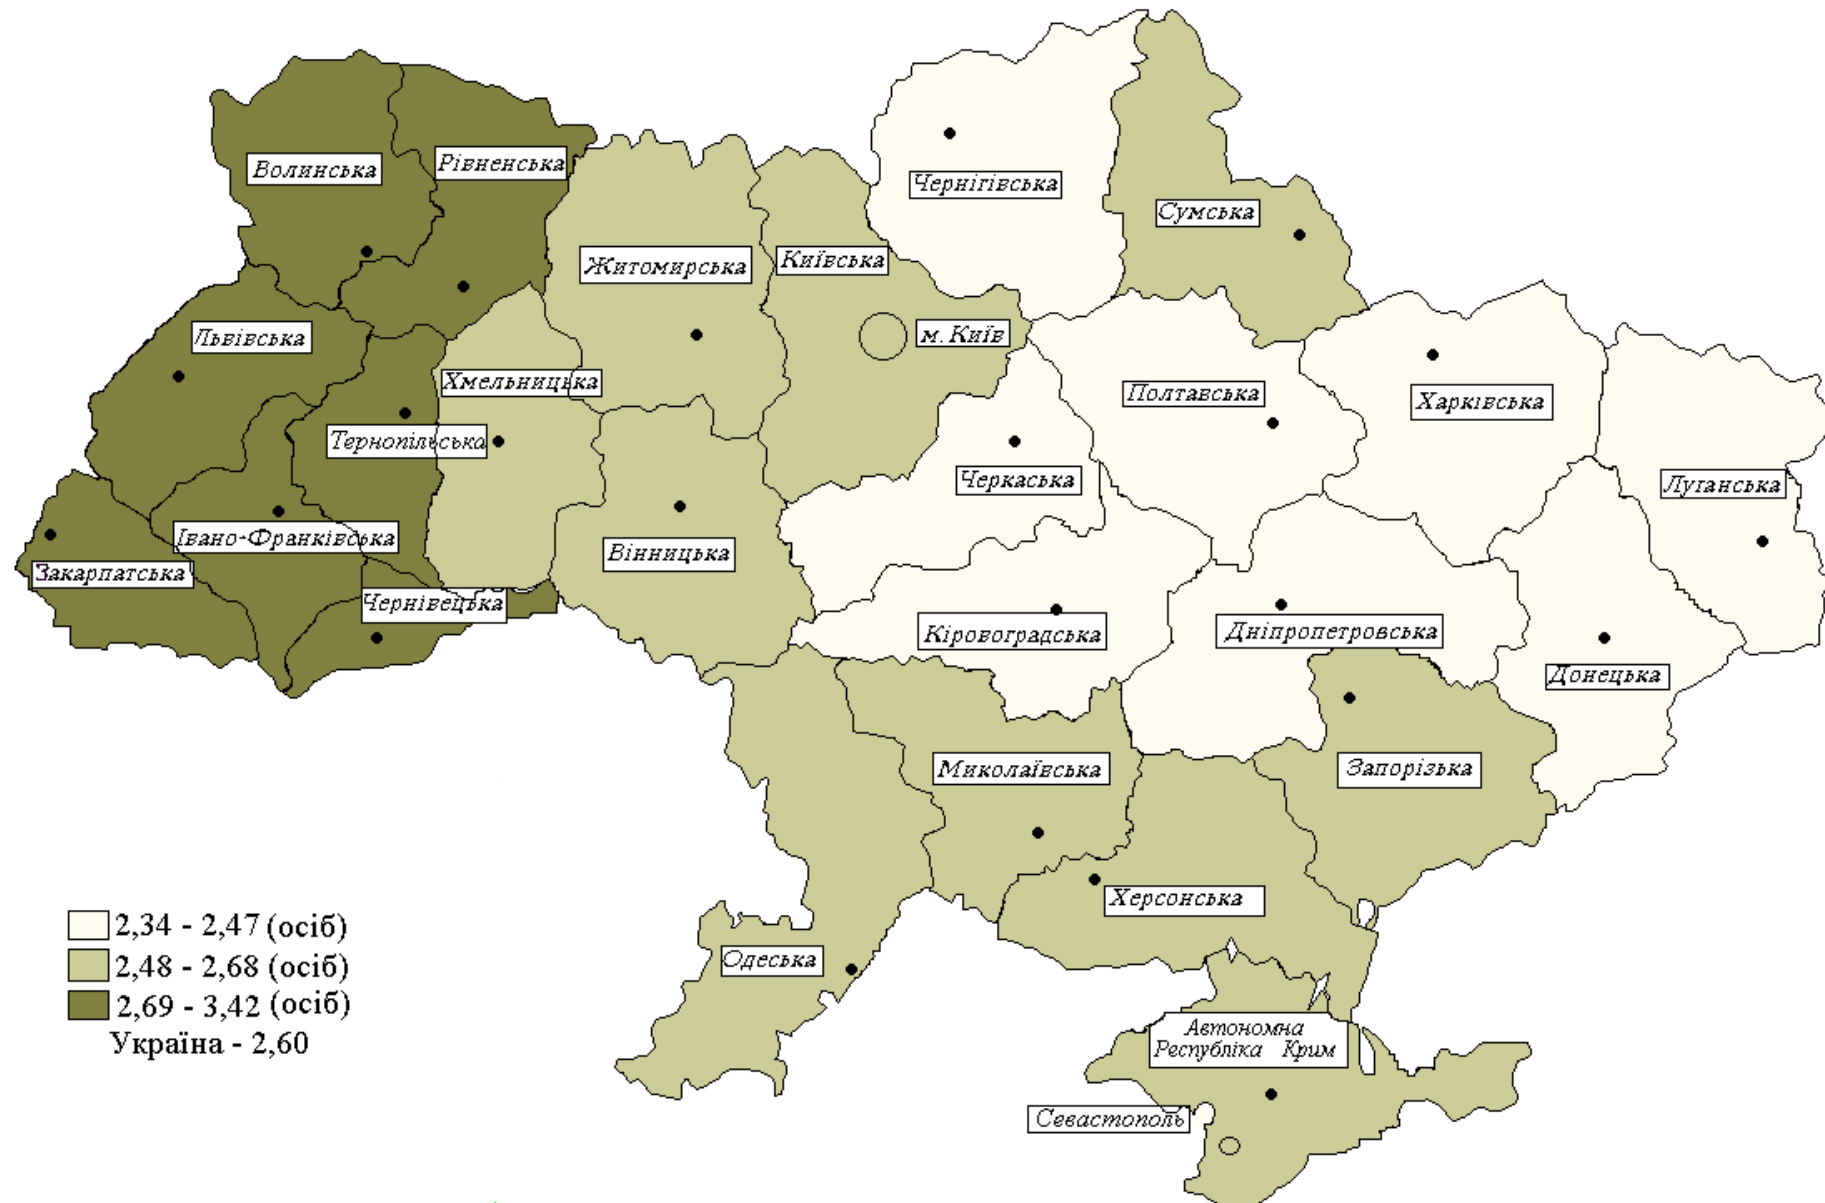 Волинська
Рівненська
Чернігівська
Сумська
Житомирська
Київська
м. Київ
Львівська
Хмельницька
Полтавська
Харківська
Тернопільська
Черкаська
Луганська
Івано-Франківська
Вінницька
Закарпатська
Чернівецька
Кіровоградська
Дніпропетровська
Донецька
Миколаївська
Запорізька
Херсонська
Одеська
Автономна
Республіка Крим
Севастополь
2,34 - 2,47 (осіб)
2,48 - 2,68 (осіб)
2,69 - 3,42 (осіб)
Україна - 2,60